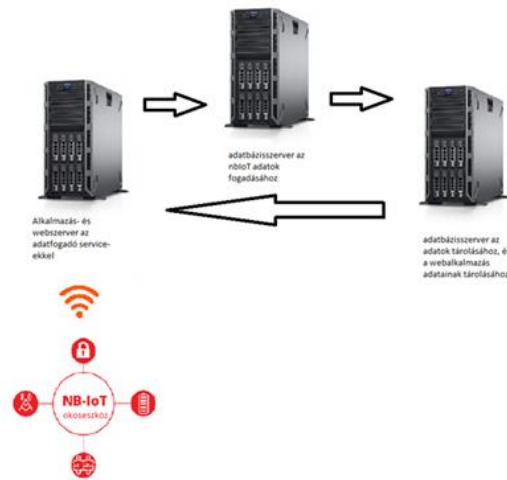 adatbázisszerver az
nbIoT adatok
fogadásához
Alkalmazás- és
webszerver az
adatfogadó service-
ekkel
adatbázisszerver az
adatok tárolásához, é
a webalkalmazás
adatainak tárolásához
NB-IoT
okoseszköz